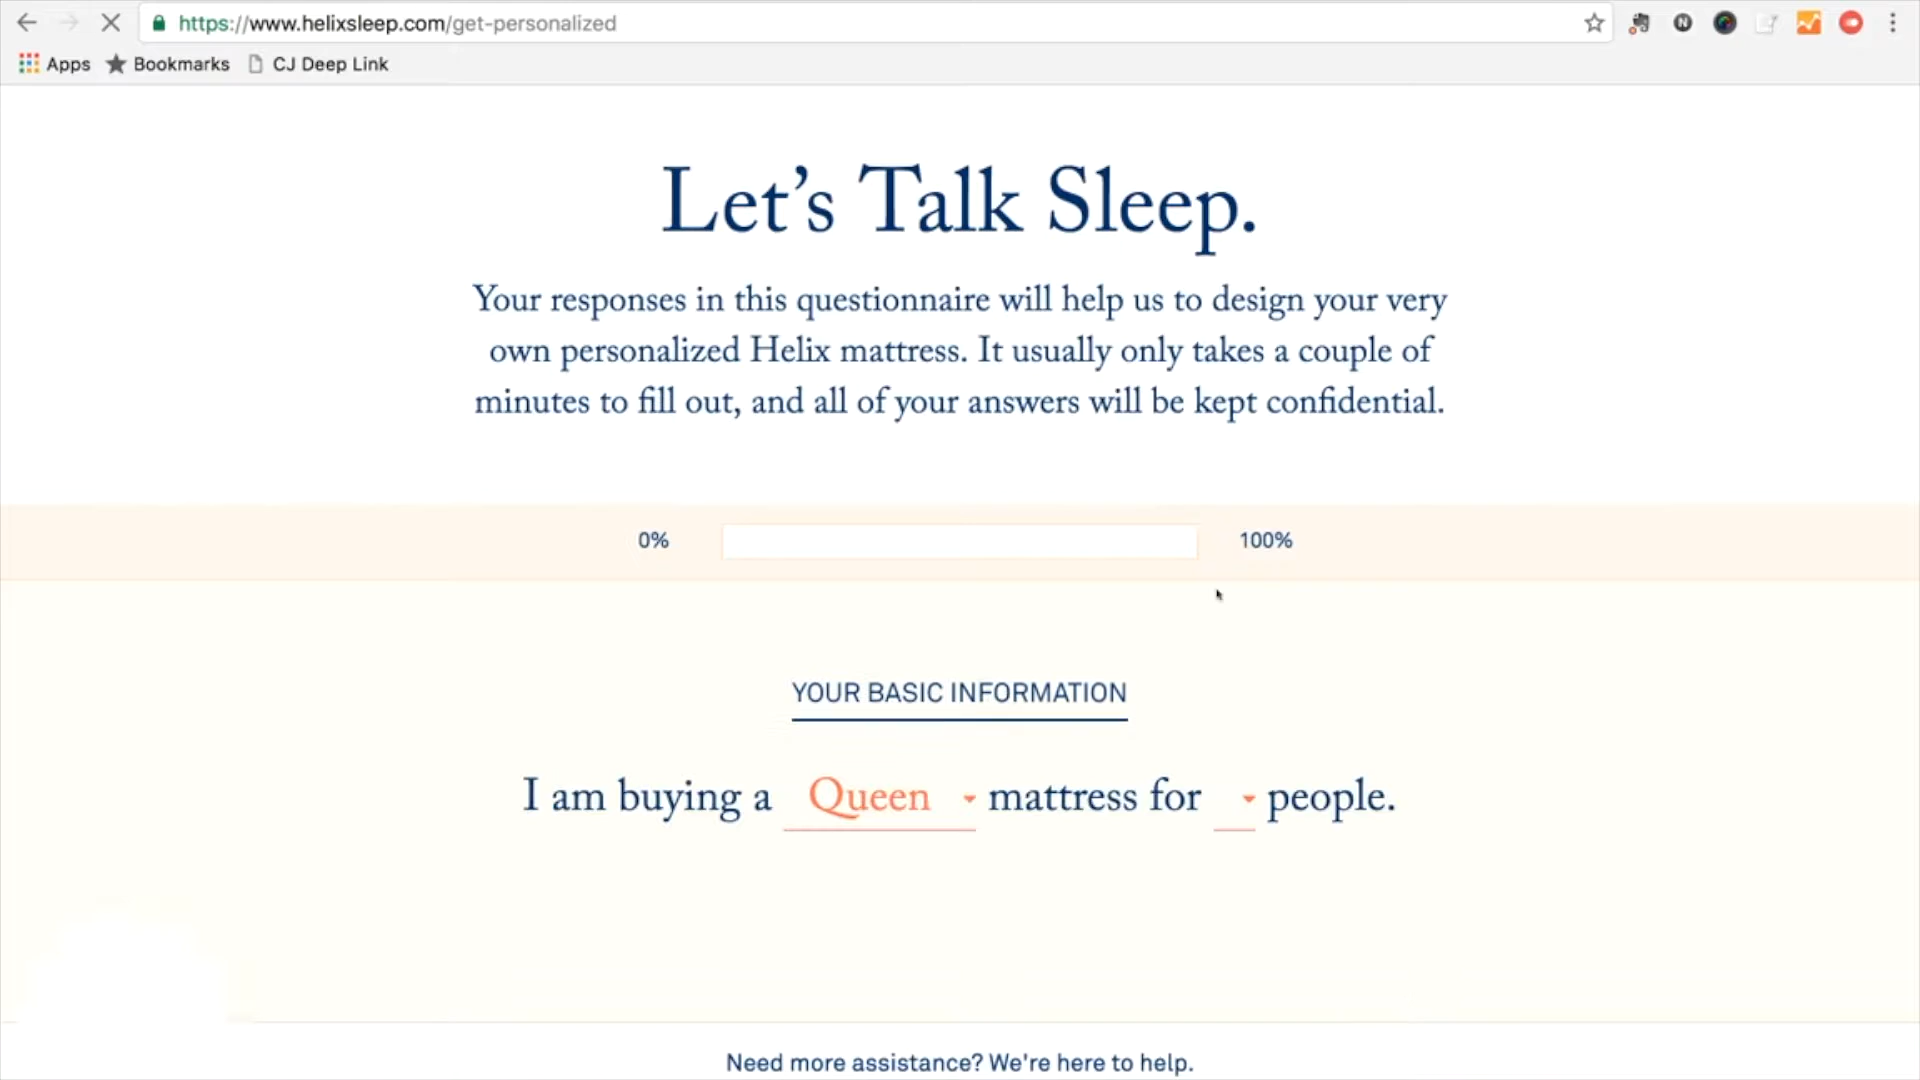 https://www.helixsleep.com/get-personalized
Apps Bookmarks CJ Deep Link
Let’s Talk Sleep.
Your responses in this questionnaire will help us to design your very
own personalized Helix mattress. It usually only takes a couple of
minutes to fill out, and all of your answers will be kept confidential.
0% 100%
YOUR BASIC INFORMATION
I am buying a Queen mattress for people.
Need more assistance? We're here to help.